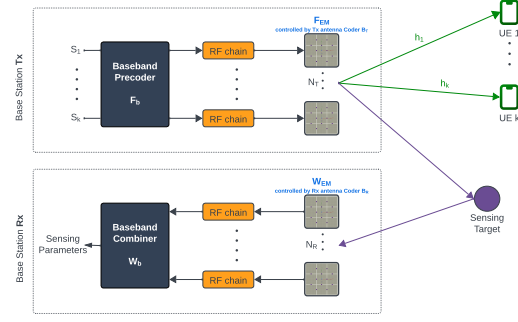 Base Station Tx
S1
Sk
Baseband
Precoder
Fb
RF chain
RF chain
FEM
controlled by Tx antenna Coder BT
NT
h1
hk
UE 1
UE k
Base Station Rx
Sensing
Parameters
Baseband
Combiner
Wb
RF chain
RF chain
WEM
controlled by Rx antenna Coder BR
NR
Sensing
Target